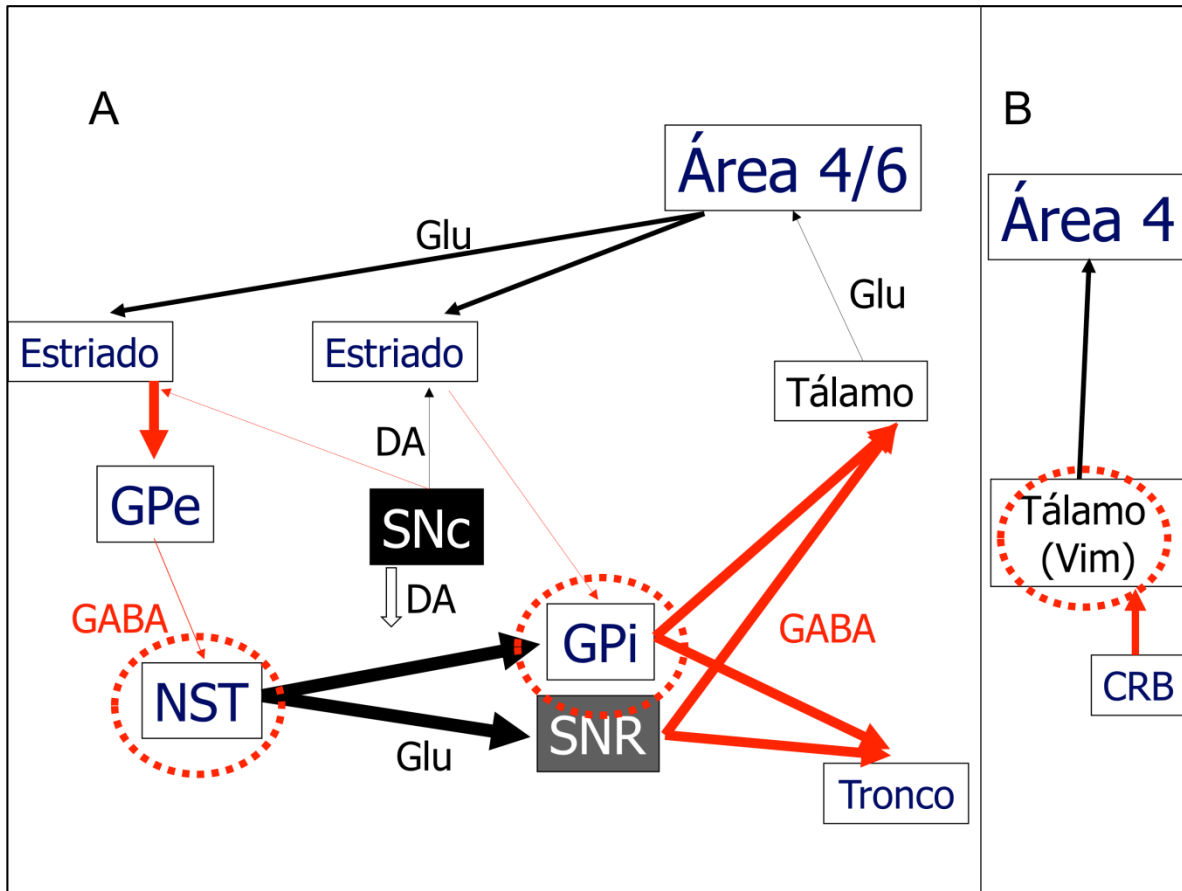 A
B
Área 4/6
Área 4
Glu
Glu
Estriado
Estriado
Tálamo
DA
GPe
SNc
Tálamo
(Vim)
DA
GABA
GPi
GABA
NST
CRB
SNR
Glu
Tronco